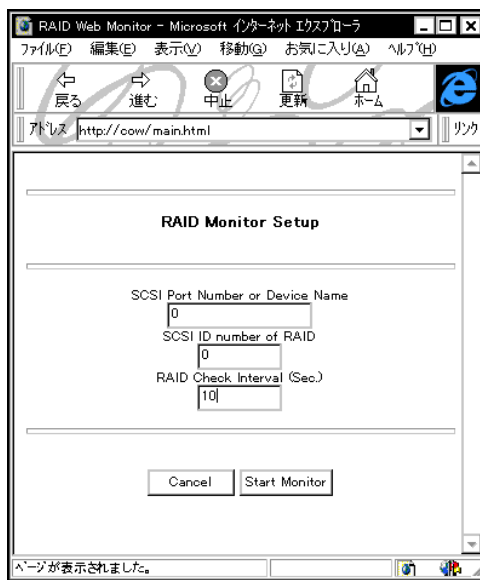 RAID Web Monitor - Microsoft インターネット エクスプローラ
ファイル(F) 編集(E) 表示(V) 移動(G) お気に入り(A) ヘルプ(H)
戻る 進む 中止 更新 ホーム
アドレス http://cow/main.html リンク
RAID Monitor Setup
SCSI Port Number or Device Name
0
SCSI ID number of RAID
0
RAID Check Interval (Sec.)
10
Cancel Start Monitor
ページが表示されました。